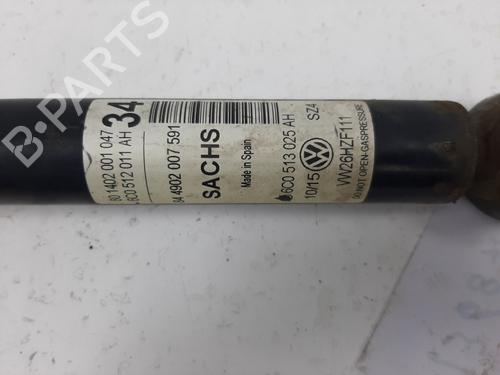 80 1402 001 047
6C0 512 011 AH
34
34 4902 007 591
SACHS
Made in Spain
6C0 513 025 AH
SZ4
10/15
VW26HZF111
DO NOT OPEN-GASPRESSURE
B-PARTS